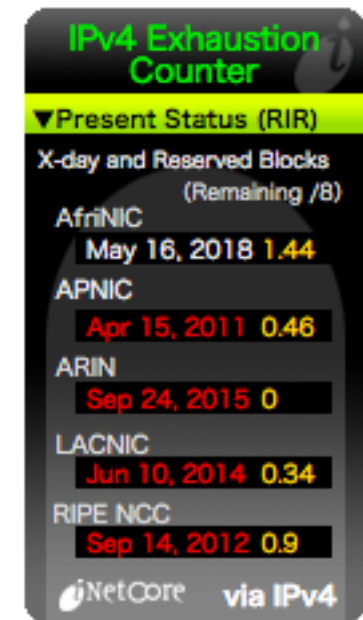 IPv4 Exhaustion
Counter
▼Present Status (RIR)
X-day and Reserved Blocks
(Remaining /8)
AfriNIC
May 16, 2018 1.44
APNIC
Apr 15, 2011 0.46
ARIN
Sep 24, 2015 0
LACNIC
Jun 10, 2014 0.34
RIPE NCC
Sep 14, 2012 0.9
iNetCore via IPv4